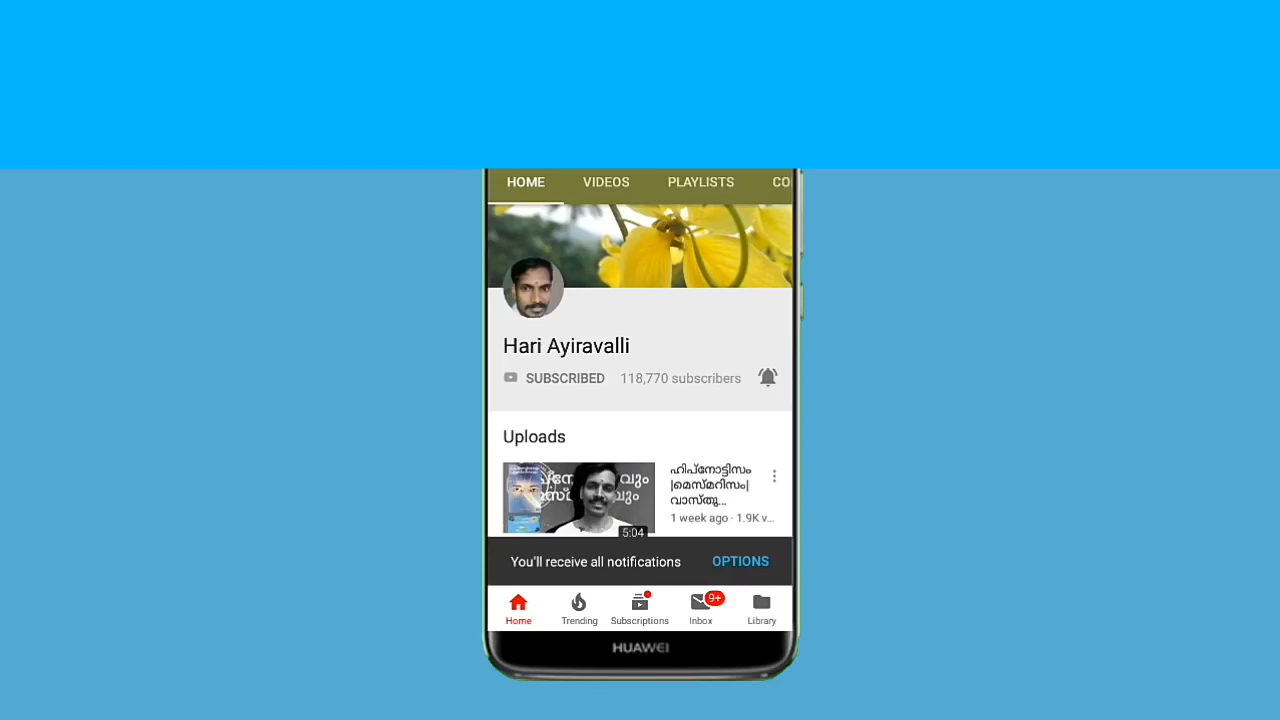 HOME VIDEOS PLAYLISTS CO
Hari Ayiravalli
SUBSCRIBED 118,770 subscribers
Uploads
ഹിപ്നോട്ടിസം
|മെസ്മറിസം|
വാസ്തു...
1 week ago · 1.9K v...
5:04
You'll receive all notifications OPTIONS
9+
Home Trending Subscriptions Inbox Library
HUAWEI